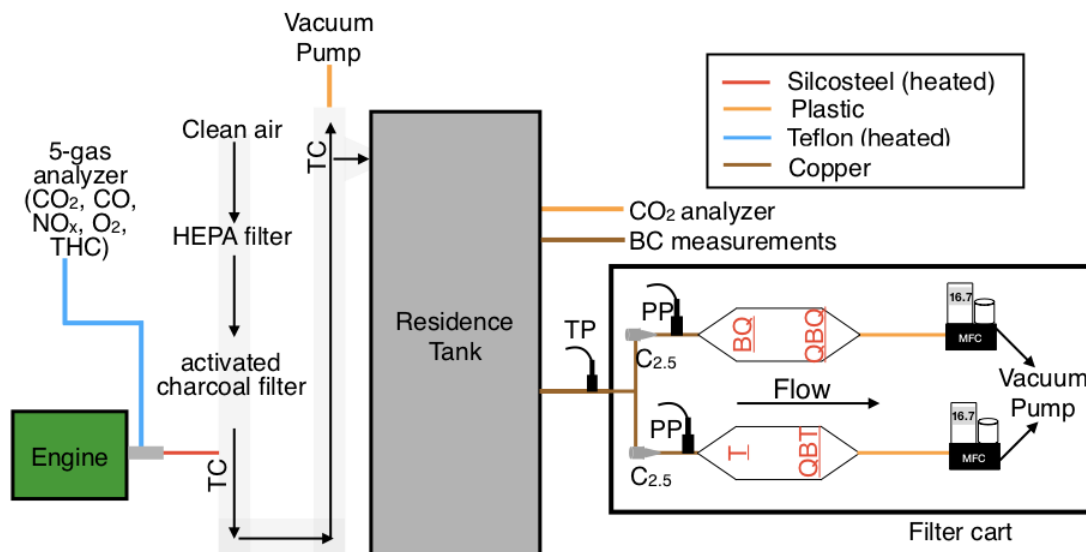 Vacuum
Pump
Clean air
TC
5-gas
analyzer
(CO₂, CO,
NOₓ, O₂,
THC)
HEPA filter
activated
charcoal filter
Engine
TC
Residence
Tank
Silcosteel (heated)
Plastic
Teflon (heated)
Copper
CO₂ analyzer
BC measurements
TP
PP
C₂.₅
BQ
QBQ
16.7
MFC
Flow
PP
C₂.₅
T
QBT
16.7
MFC
Vacuum
Pump
Filter cart